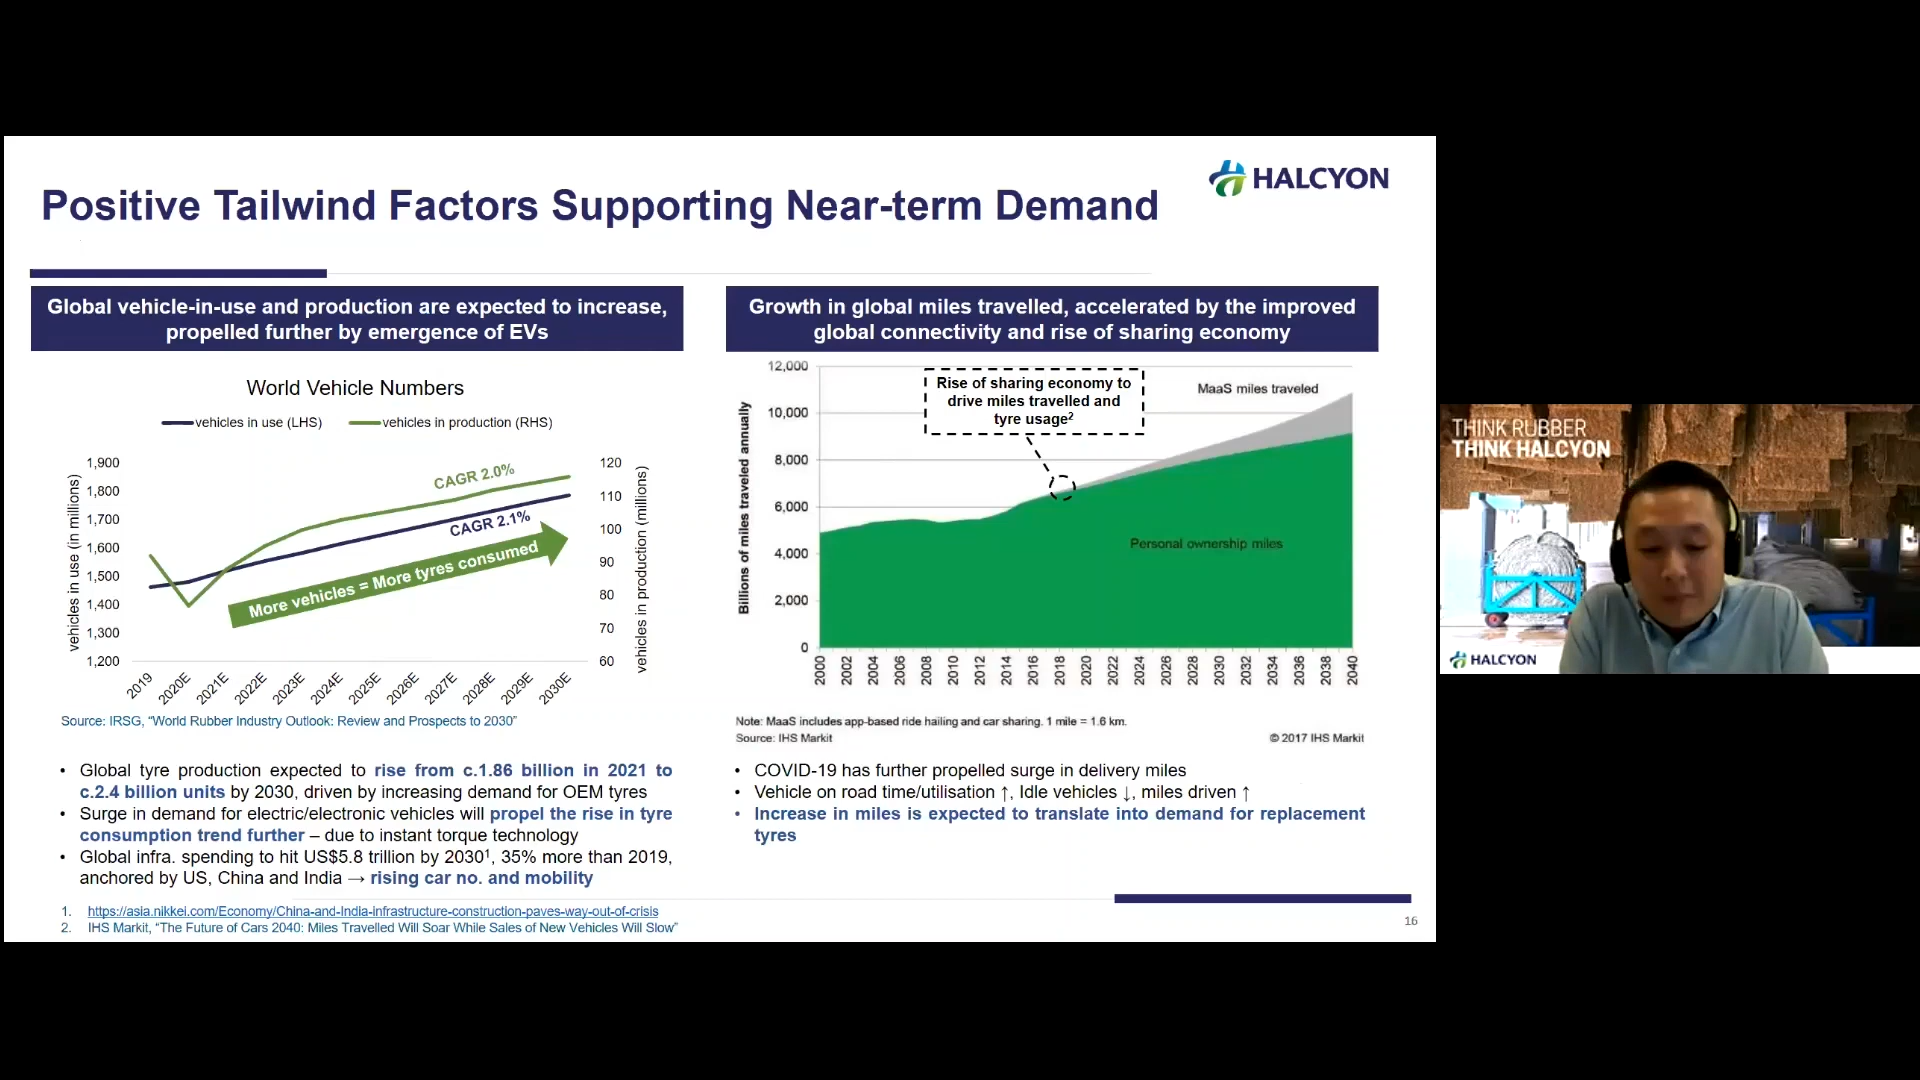 HALCYON
Positive Tailwind Factors Supporting Near-term Demand
Global vehicle-in-use and production are expected to increase,
propelled further by emergence of EVs
World Vehicle Numbers
vehicles in use (LHS)
vehicles in production (RHS)
vehicles in use (in millions)
1,900
1,800
1,700
1,600
1,500
1,400
1,300
1,200
CAGR 2.0%
CAGR 2.1%
More vehicles = More tyres consumed
120
110
100
90
80
70
60
vehicles in production (millions)
2019
2020E
2021E
2022E
2023E
2024E
2025E
2026E
2027E
2028E
2029E
2030E
Source: IRSG, “World Rubber Industry Outlook: Review and Prospects to 2030”
• Global tyre production expected to rise from c.1.86 billion in 2021 to
c.2.4 billion units by 2030, driven by increasing demand for OEM tyres
• Surge in demand for electric/electronic vehicles will propel the rise in tyre
consumption trend further – due to instant torque technology
• Global infra. spending to hit US$5.8 trillion by 2030¹, 35% more than 2019,
anchored by US, China and India → rising car no. and mobility
1. https://asia.nikkei.com/Economy/China-and-India-infrastructure-construction-paves-way-out-of-crisis
2. IHS Markit, “The Future of Cars 2040: Miles Travelled Will Soar While Sales of New Vehicles Will Slow”
Growth in global miles travelled, accelerated by the improved
global connectivity and rise of sharing economy
Billions of miles traveled annually
12,000
10,000
8,000
6,000
4,000
2,000
0
Rise of sharing economy to
drive miles travelled and
tyre usage²
MaaS miles traveled
Personal ownership miles
2000
2002
2004
2006
2008
2010
2012
2014
2016
2018
2020
2022
2024
2026
2028
2030
2032
2034
2036
2038
2040
Note: MaaS includes app-based ride hailing and car sharing. 1 mile = 1.6 km.
Source: IHS Markit
© 2017 IHS Markit
• COVID-19 has further propelled surge in delivery miles
• Vehicle on road time/utilisation ↑, Idle vehicles ↓, miles driven ↑
• Increase in miles is expected to translate into demand for replacement
tyres
16
THINK RUBBER
THINK HALCYON
HALCYON